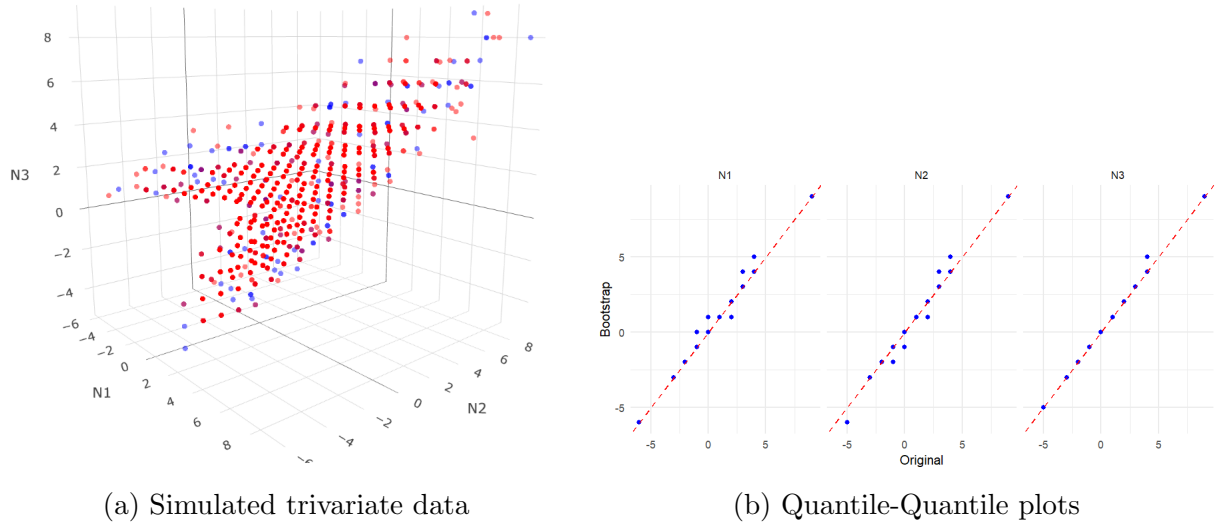 8
6
4
2
0
−2
−4
N3
−6
−4
−2
0
2
4
6
8
N1
−6
−4
−2
0
2
4
6
8
N2
N1 N2 N3
5
0
-5
Bootstrap
-5 0 5 -5 0 5 -5 0 5
Original
(a) Simulated trivariate data
(b) Quantile-Quantile plots